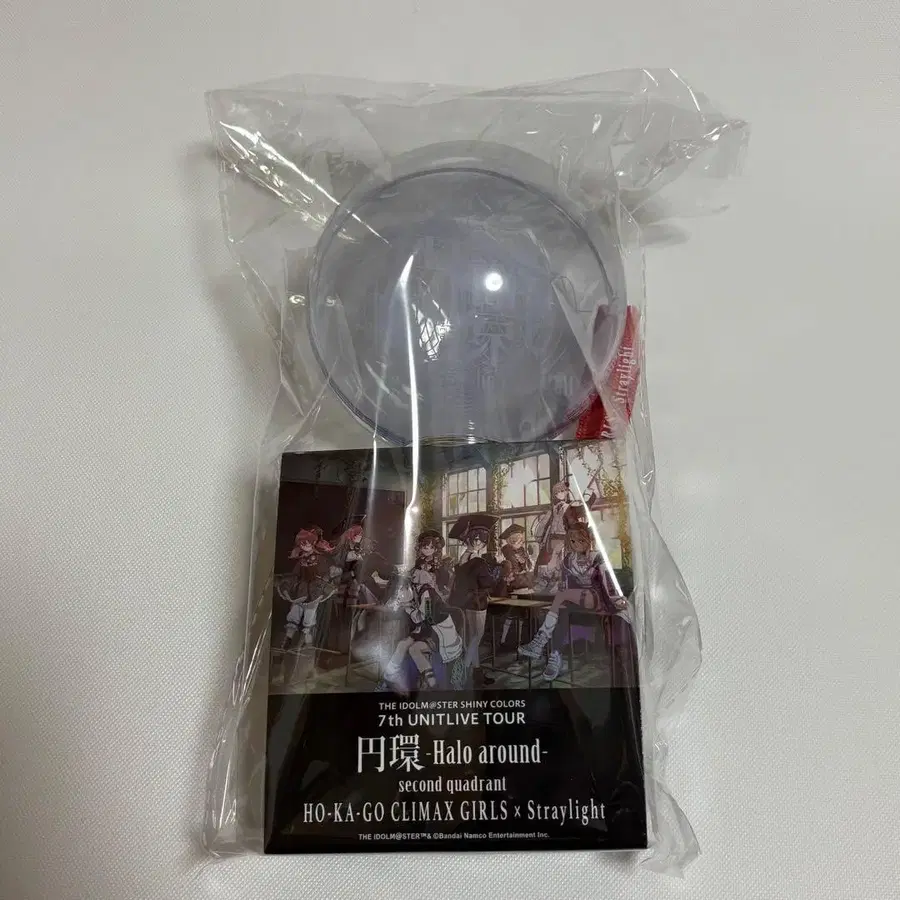 Straylight
THE IDOLM@STER SHINY COLORS
7th UNITLIVE TOUR
円環 -Halo around-
second quadrant
HO-KA-GO CLIMAX GIRLS × Straylight
THE IDOLM@STER™& ©Bandai Namco Entertainment Inc.